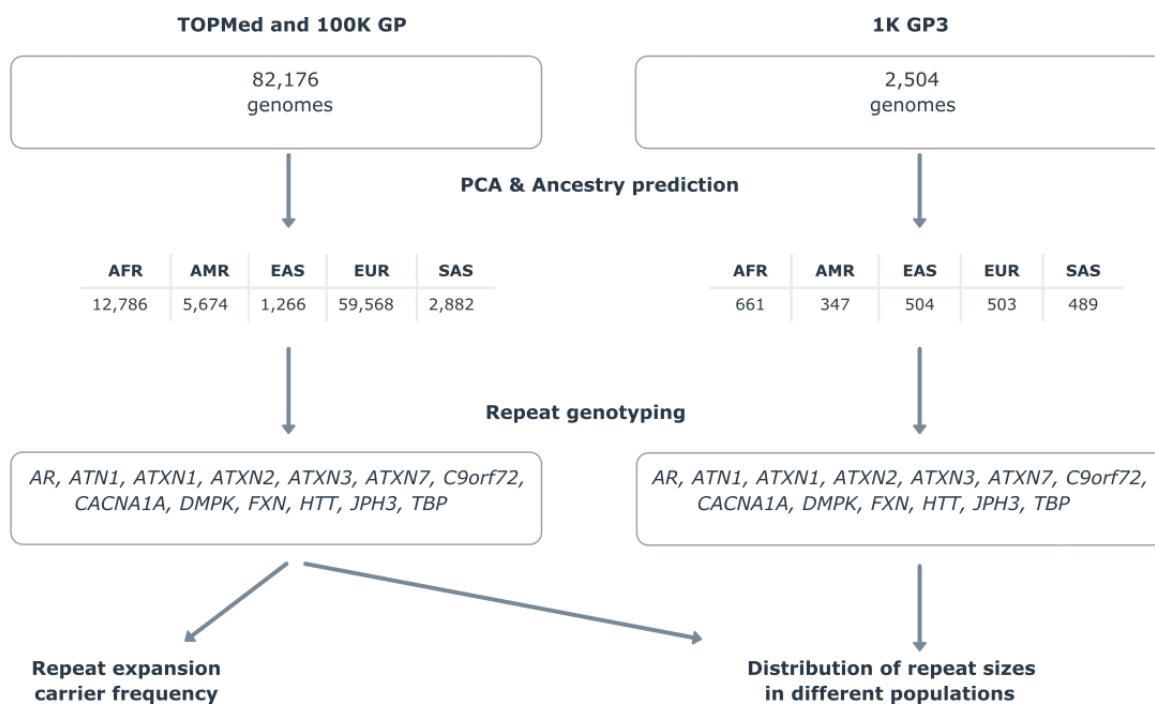 TOPMed and 100K GP
1K GP3
82,176
genomes
2,504
genomes
PCA & Ancestry prediction
AFR AMR EAS EUR SAS
12,786 5,674 1,266 59,568 2,882
AFR AMR EAS EUR SAS
661 347 504 503 489
Repeat genotyping
AR, ATN1, ATXN1, ATXN2, ATXN3, ATXN7, C9orf72,
CACNA1A, DMPK, FXN, HTT, JPH3, TBP
AR, ATN1, ATXN1, ATXN2, ATXN3, ATXN7, C9orf72,
CACNA1A, DMPK, FXN, HTT, JPH3, TBP
Repeat expansion
carrier frequency
Distribution of repeat sizes
in different populations